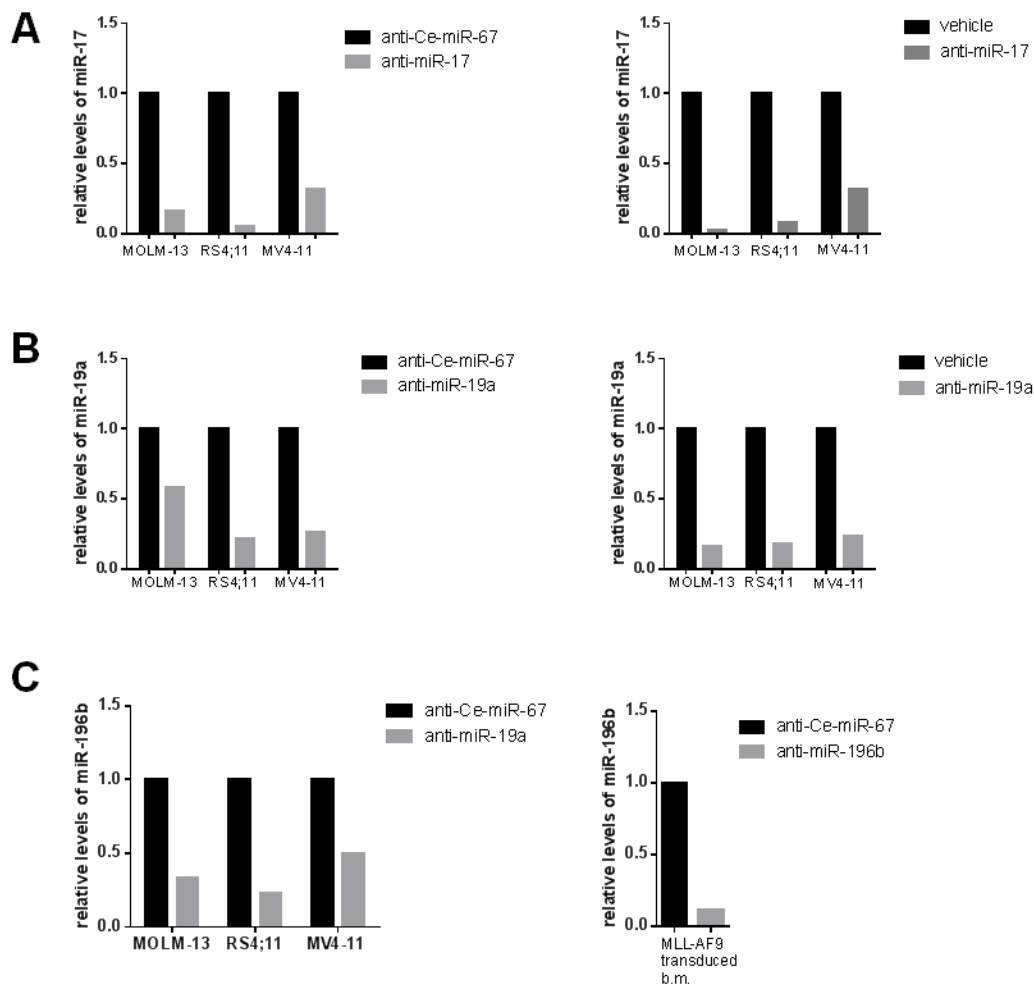 A
relative levels of miR-17
1.5
1.0
0.5
0.0
MOLM-13 RS4;11 MV4-11
anti-Ce-miR-67
anti-miR-17
relative levels of miR-17
1.5
1.0
0.5
0.0
MOLM-13 RS4;11 MV4-11
vehicle
anti-miR-17
B
relative levels of miR-19a
1.5
1.0
0.5
0.0
MOLM-13 RS4;11 MV4-11
anti-Ce-miR-67
anti-miR-19a
relative levels of miR-19a
1.5
1.0
0.5
0.0
MOLM-13 RS4;11 MV4-11
vehicle
anti-miR-19a
C
relative levels of miR-196b
1.5
1.0
0.5
0.0
MOLM-13 RS4;11 MV4-11
anti-Ce-miR-67
anti-miR-19a
relative levels of miR-196b
1.5
1.0
0.5
0.0
MLL-AF9
transduced
b.m.
anti-Ce-miR-67
anti-miR-196b